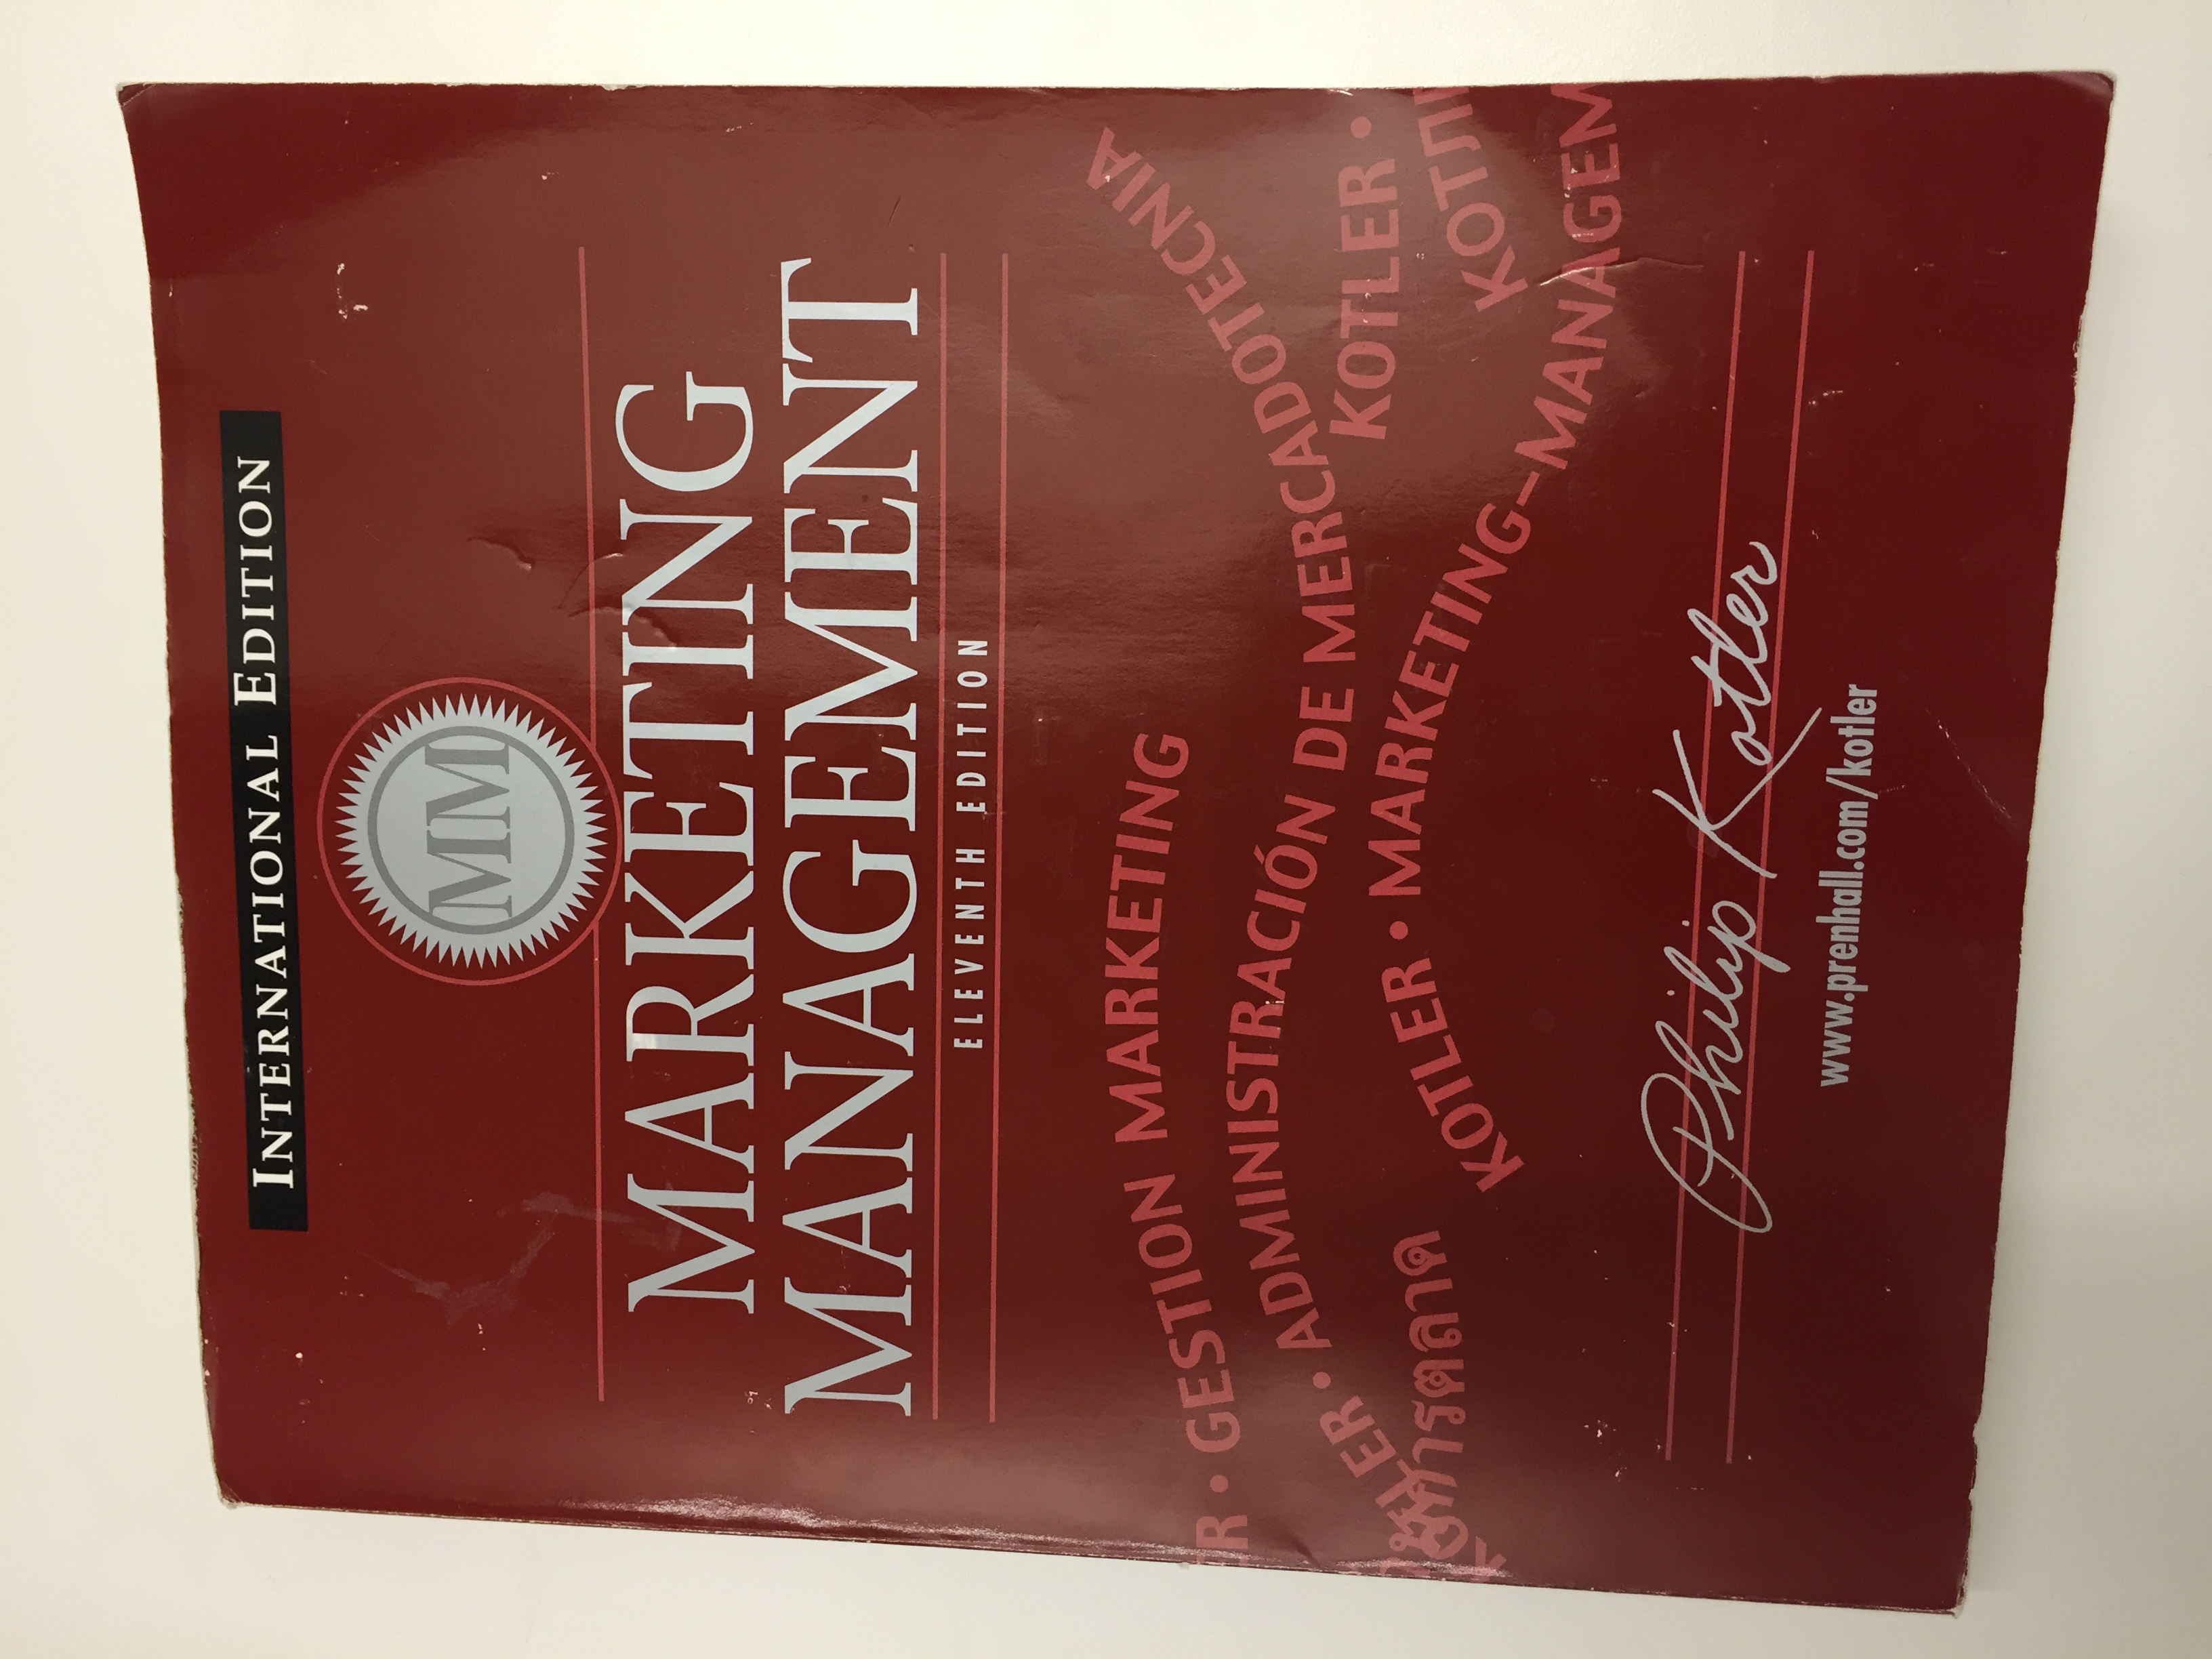 INTERNATIONAL EDITION
MM
MARKETING
MANAGEMENT
ELEVENTH EDITION
GESTION MARKETING
KOTLER • ADMINISTRACIÓN DE MERCADOTECNIA
KOTLER •
การตลาด
KOTLER • MARKETING–MANAGEM
Philip Kotler
www.prenhall.com/kotler